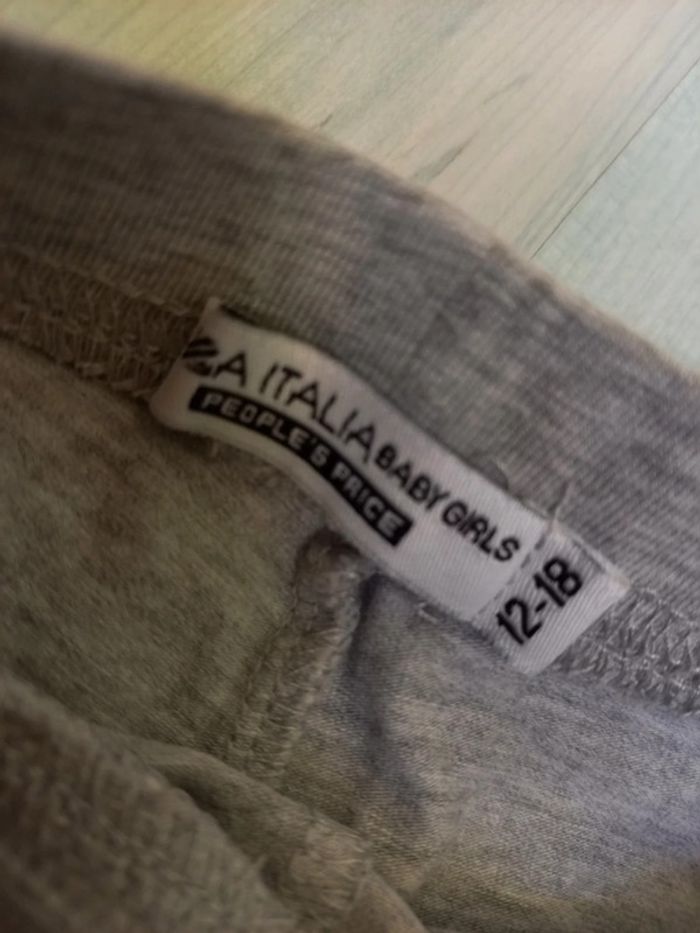 A ITALIA BABY GIRLS
PEOPLE'S PRICE
12-18